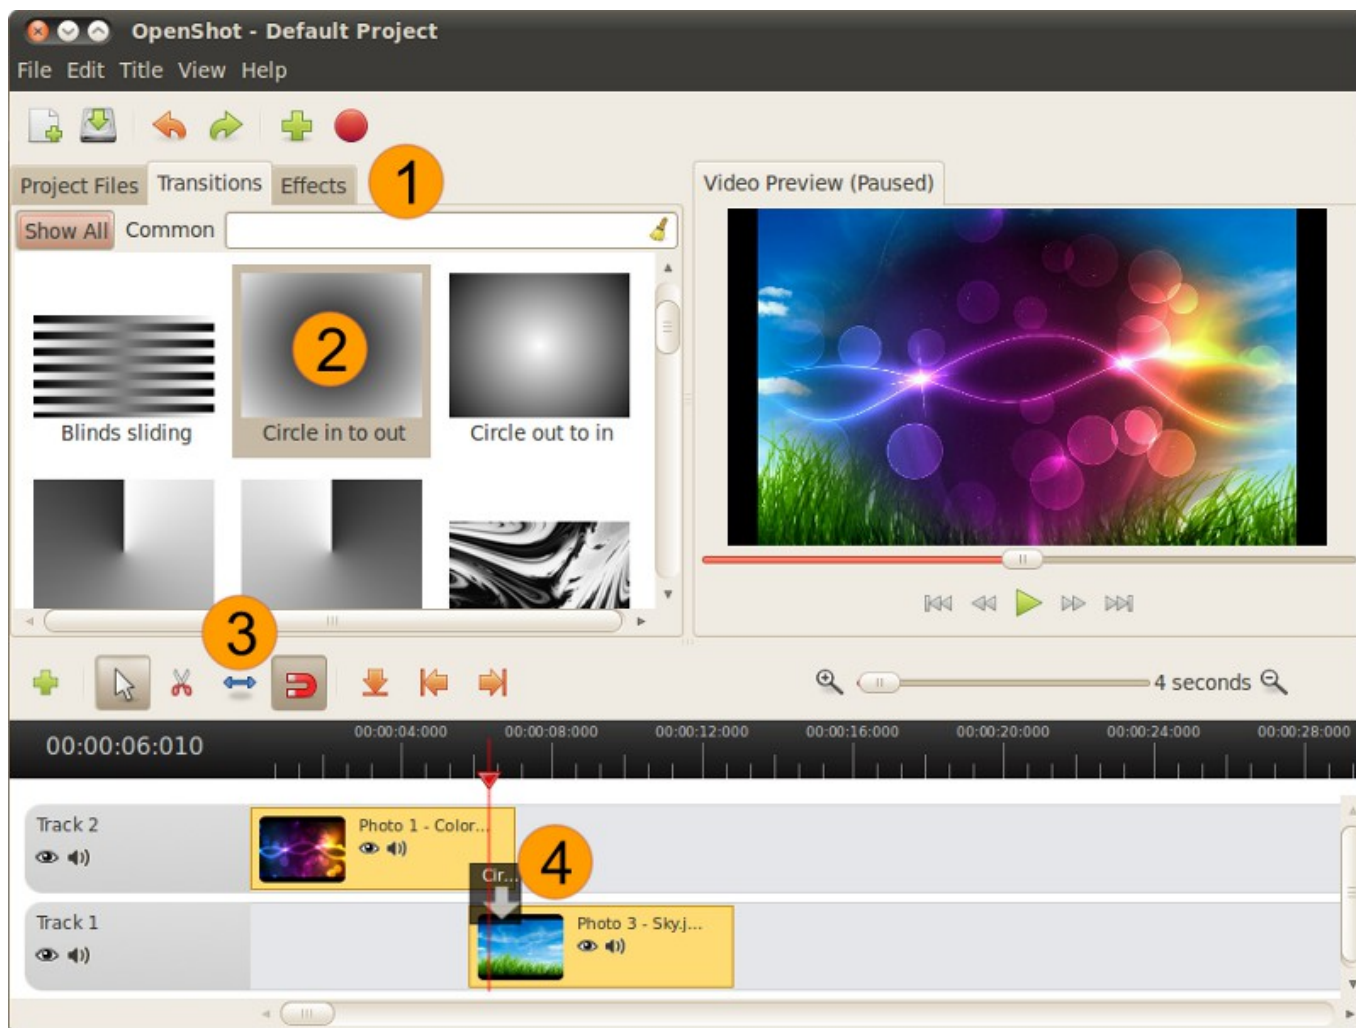 OpenShot - Default Project
File Edit Title View Help
Project Files Transitions Effects
1
Video Preview (Paused)
Show All Common
2
Blinds sliding
Circle in to out
Circle out to in
3
4 seconds
00:00:06:010
00:00:04:000 00:00:08:000 00:00:12:000 00:00:16:000 00:00:20:000 00:00:24:000 00:00:28:000
Track 2
Photo 1 - Color...
Cir...
4
Track 1
Photo 3 - Sky.j...